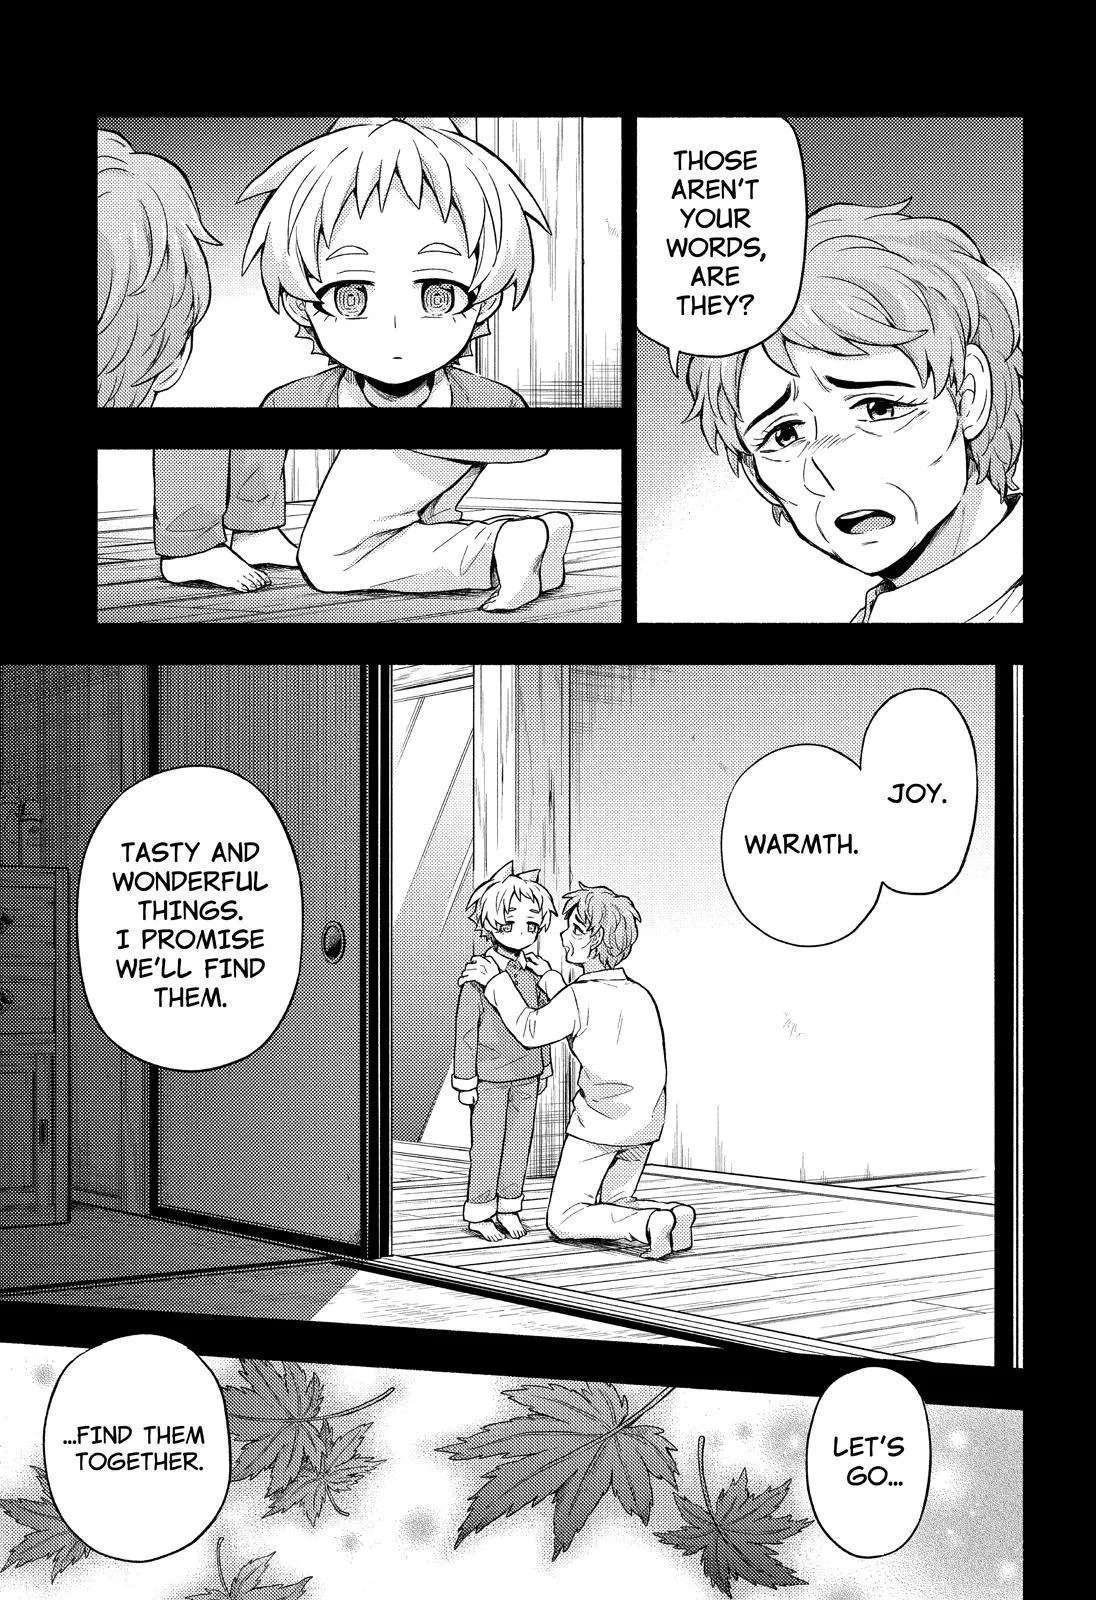 THOSE
AREN'T
YOUR
WORDS,
ARE
THEY?
JOY.
WARMTH.
TASTY AND
WONDERFUL
THINGS.
I PROMISE
WE'LL FIND
THEM.
LET'S
GO...
...FIND THEM
TOGETHER.